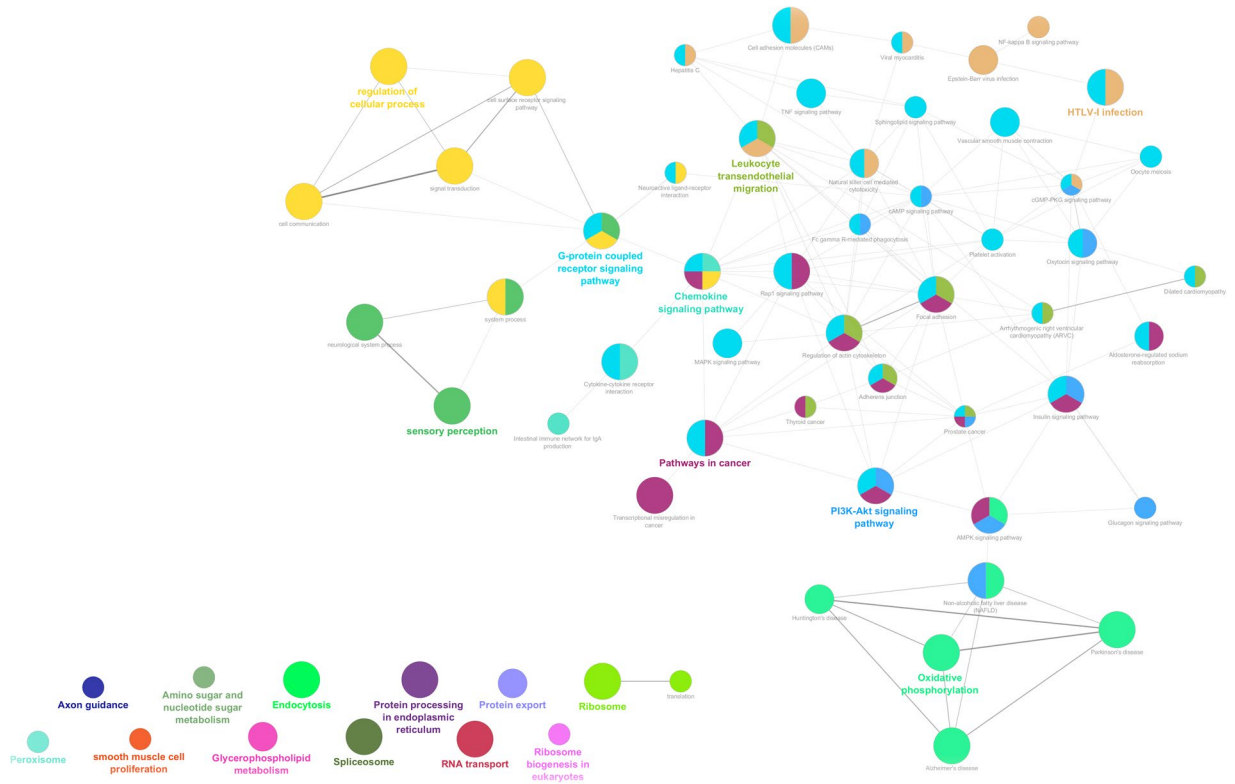 NF-kappa B signaling pathway
Cell adhesion molecules (CAMs)
Viral myocarditis
Hepatitis C
Epstein-Barr virus infection
regulation of
cellular process
cell surface receptor signaling
pathway
TNF signaling pathway
HTLV-I infection
Sphingolipid signaling pathway
Vascular smooth muscle contraction
Leukocyte
transendothelial
migration
Oocyte meiosis
signal transduction
Neuroactive ligand-receptor
interaction
Natural killer cell mediated
cytotoxicity
cGMP-PKG signaling pathway
cAMP signaling pathway
cell communication
Fc gamma R-mediated phagocytosis
Platelet activation
Oxytocin signaling pathway
G-protein coupled
receptor signaling
pathway
Chemokine
signaling pathway
Rap1 signaling pathway
Dilated cardiomyopathy
system process
Focal adhesion
Arrhythmogenic right ventricular
cardiomyopathy (ARVC)
neurological system process
MAPK signaling pathway
Regulation of actin cytoskeleton
Aldosterone-regulated sodium
reabsorption
Cytokine-cytokine receptor
interaction
Adherens junction
sensory perception
Intestinal immune network for IgA
production
Thyroid cancer
Prostate cancer
Insulin signaling pathway
Pathways in cancer
Transcriptional misregulation in
cancer
PI3K-Akt signaling
pathway
AMPK signaling pathway
Glucagon signaling pathway
Non-alcoholic fatty liver disease
(NAFLD)
Huntington's disease
Parkinson's disease
Oxidative
phosphorylation
Alzheimer's disease
Axon guidance
Amino sugar and
nucleotide sugar
metabolism
Endocytosis
Protein processing
in endoplasmic
reticulum
Protein export
Ribosome
translation
Peroxisome
smooth muscle cell
proliferation
Glycerophospholipid
metabolism
Spliceosome
RNA transport
Ribosome
biogenesis in
eukaryotes